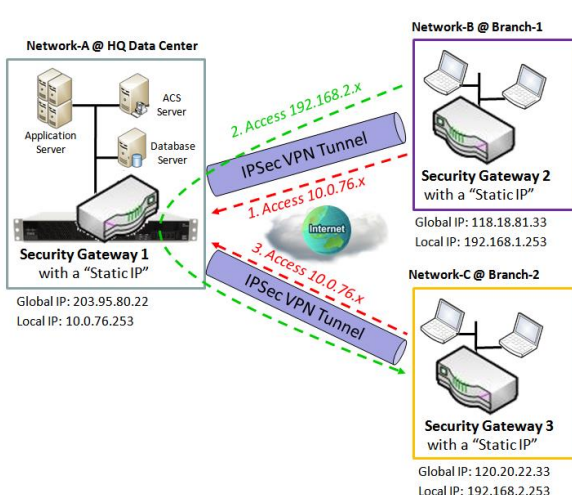 Network-A @ HQ Data Center
Application
Server
ACS
Server
Database
Server
Security Gateway 1
with a “Static IP”
Global IP: 203.95.80.22
Local IP: 10.0.76.253
2. Access 192.168.2.x
IPSec VPN Tunnel
1. Access 10.0.76.x
Internet
3. Access 10.0.76.x
IPSec VPN Tunnel
Network-B @ Branch-1
Security Gateway 2
with a “Static IP”
Global IP: 118.18.81.33
Local IP: 192.168.1.253
Network-C @ Branch-2
Security Gateway 3
with a “Static IP”
Global IP: 120.20.22.33
Local IP: 192.168.2.253